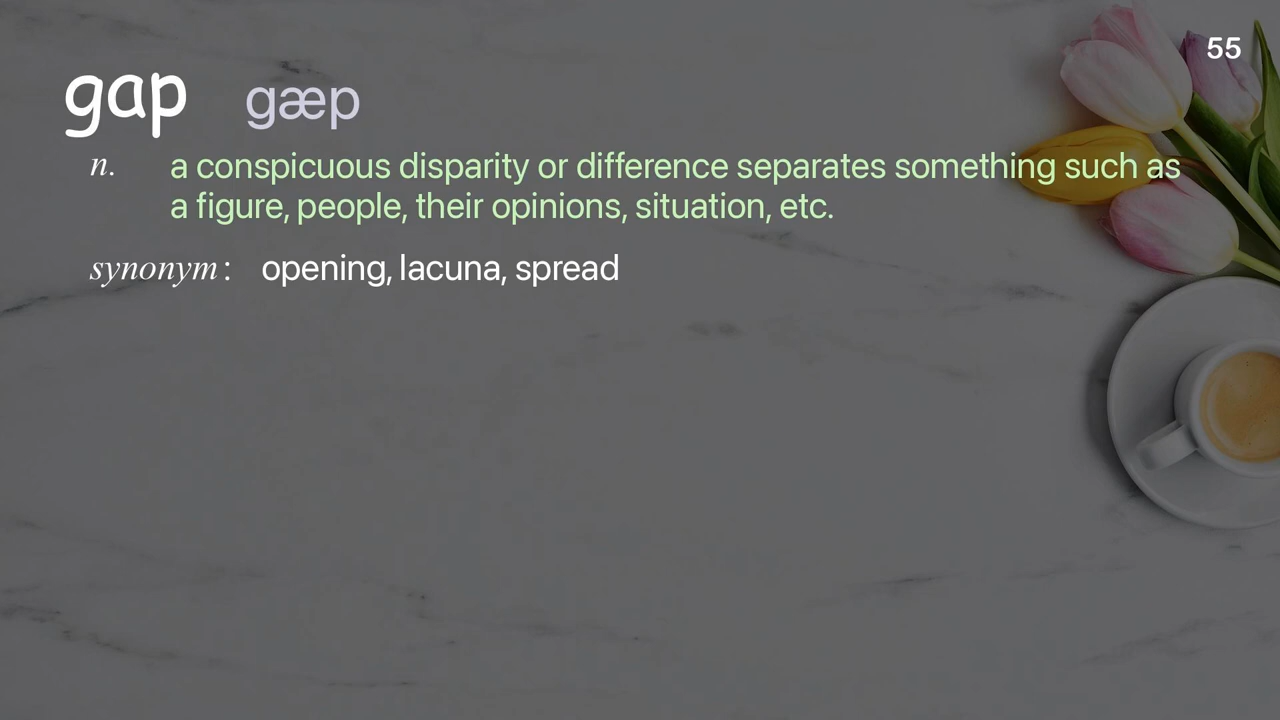 55
gap gæp
n. a conspicuous disparity or difference separates something such as
a figure, people, their opinions, situation, etc.
synonym : opening, lacuna, spread